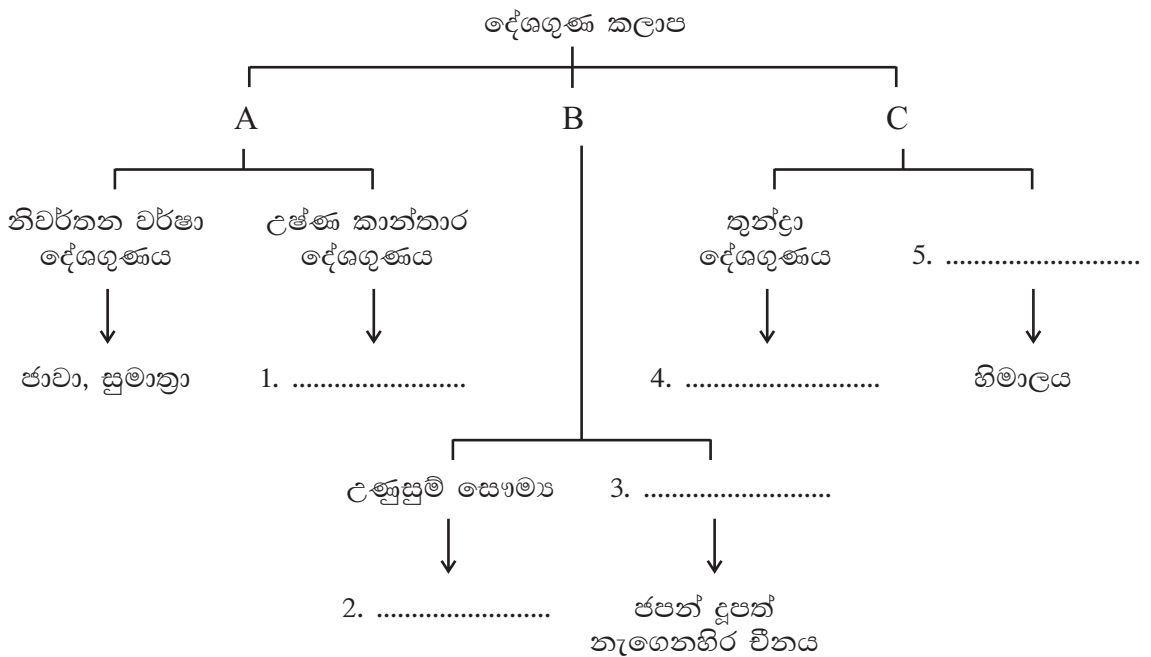 දේශගුණ කලාප
A
B
C
නිවර්තන වර්ෂා
දේශගුණය
උෂ්ණ කාන්තාර
දේශගුණය
තුන්ද්‍රා
දේශගුණය
5. ............................
ජාවා, සුමාත්‍රා
1. .........................
4. ............................
හිමාලය
උණුසුම් සෞම්‍ය
3. ...........................
2. .........................
ජපන් දූපත්
නැගෙනහිර චීනය